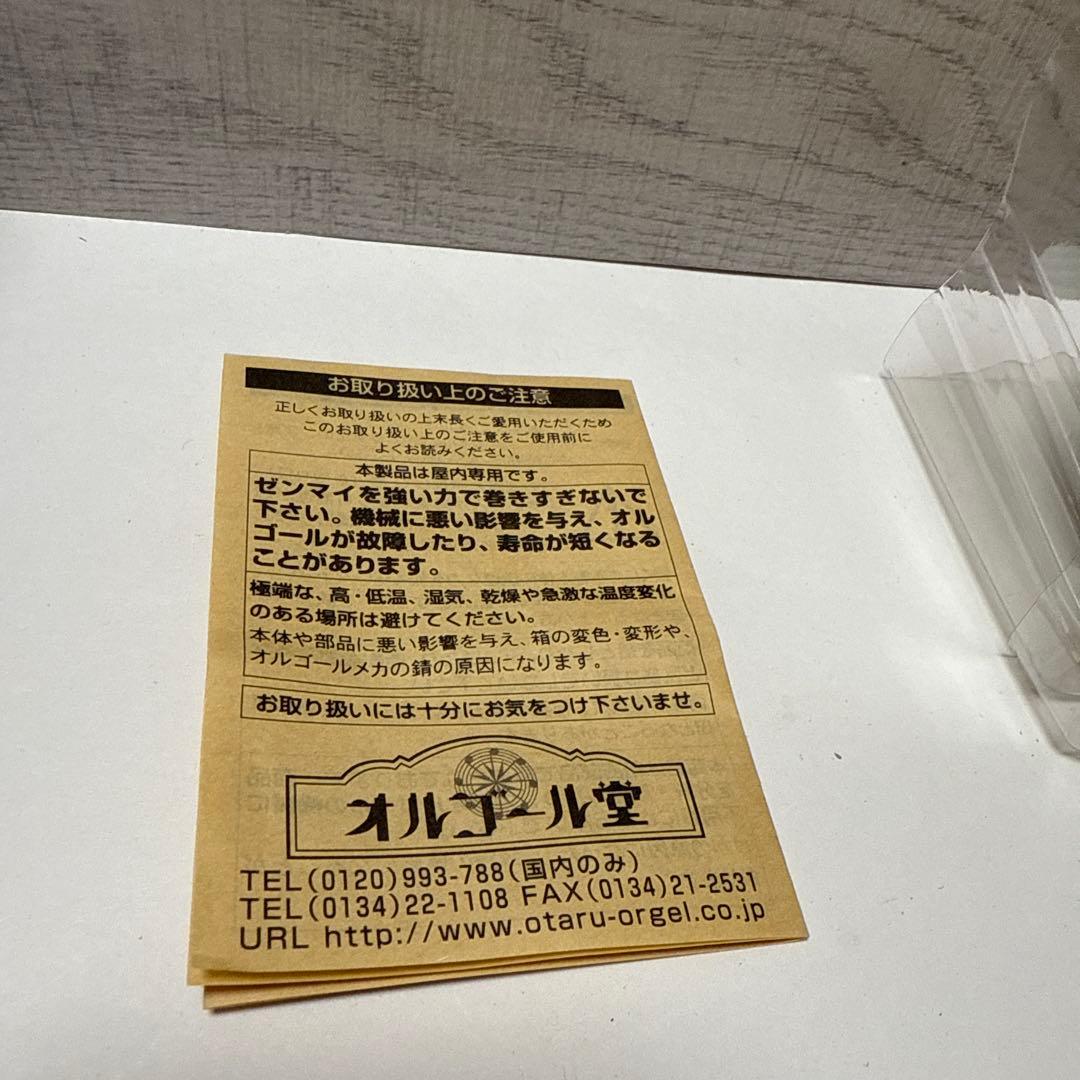 お取り扱い上のご注意
正しくお取り扱いの上末長くご愛用いただくため
このお取り扱い上のご注意をご使用前に
よくお読みください。
本製品は屋内専用です。
ゼンマイを強い力で巻きすぎないで
下さい。機械に悪い影響を与え、オル
ゴールが故障したり、寿命が短くなる
ことがあります。
極端な、高・低温、湿気、乾燥や急激な温度変化
のある場所は避けてください。
本体や部品に悪い影響を与え、箱の変色・変形や、
オルゴールメカの錆の原因になります。
お取り扱いには十分にお気をつけ下さいませ。
オルゴール堂
TEL(0120)993-788(国内のみ)
TEL(0134)22-1108 FAX(0134)21-2531
URL http://www.otaru-orgel.co.jp